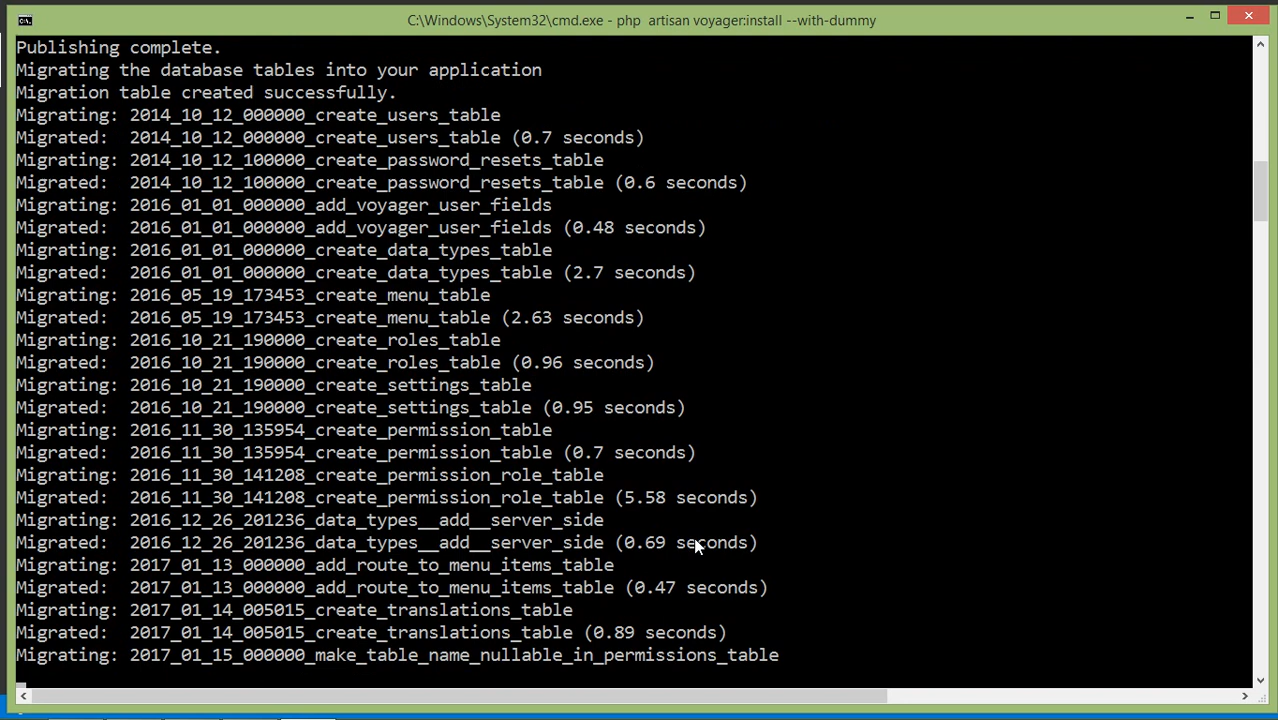 C:\Windows\System32\cmd.exe - php  artisan voyager:install --with-dummy
Publishing complete.
Migrating the database tables into your application
Migration table created successfully.
Migrating: 2014_10_12_000000_create_users_table
Migrated:  2014_10_12_000000_create_users_table (0.7 seconds)
Migrating: 2014_10_12_100000_create_password_resets_table
Migrated:  2014_10_12_100000_create_password_resets_table (0.6 seconds)
Migrating: 2016_01_01_000000_add_voyager_user_fields
Migrated:  2016_01_01_000000_add_voyager_user_fields (0.48 seconds)
Migrating: 2016_01_01_000000_create_data_types_table
Migrated:  2016_01_01_000000_create_data_types_table (2.7 seconds)
Migrating: 2016_05_19_173453_create_menu_table
Migrated:  2016_05_19_173453_create_menu_table (2.63 seconds)
Migrating: 2016_10_21_190000_create_roles_table
Migrated:  2016_10_21_190000_create_roles_table (0.96 seconds)
Migrating: 2016_10_21_190000_create_settings_table
Migrated:  2016_10_21_190000_create_settings_table (0.95 seconds)
Migrating: 2016_11_30_135954_create_permission_table
Migrated:  2016_11_30_135954_create_permission_table (0.7 seconds)
Migrating: 2016_11_30_141208_create_permission_role_table
Migrated:  2016_11_30_141208_create_permission_role_table (5.58 seconds)
Migrating: 2016_12_26_201236_data_types__add__server_side
Migrated:  2016_12_26_201236_data_types__add__server_side (0.69 seconds)
Migrating: 2017_01_13_000000_add_route_to_menu_items_table
Migrated:  2017_01_13_000000_add_route_to_menu_items_table (0.47 seconds)
Migrating: 2017_01_14_005015_create_translations_table
Migrated:  2017_01_14_005015_create_translations_table (0.89 seconds)
Migrating: 2017_01_15_000000_make_table_name_nullable_in_permissions_table